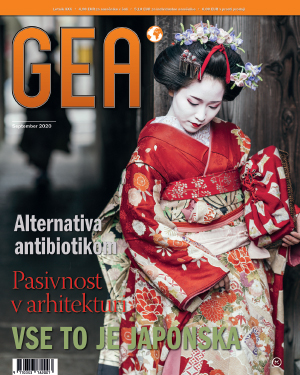 GEA
September 2020
Alternativa
antibiotikom
Pasivnost
v arhitekturi
VSE TO JE JAPONSKA